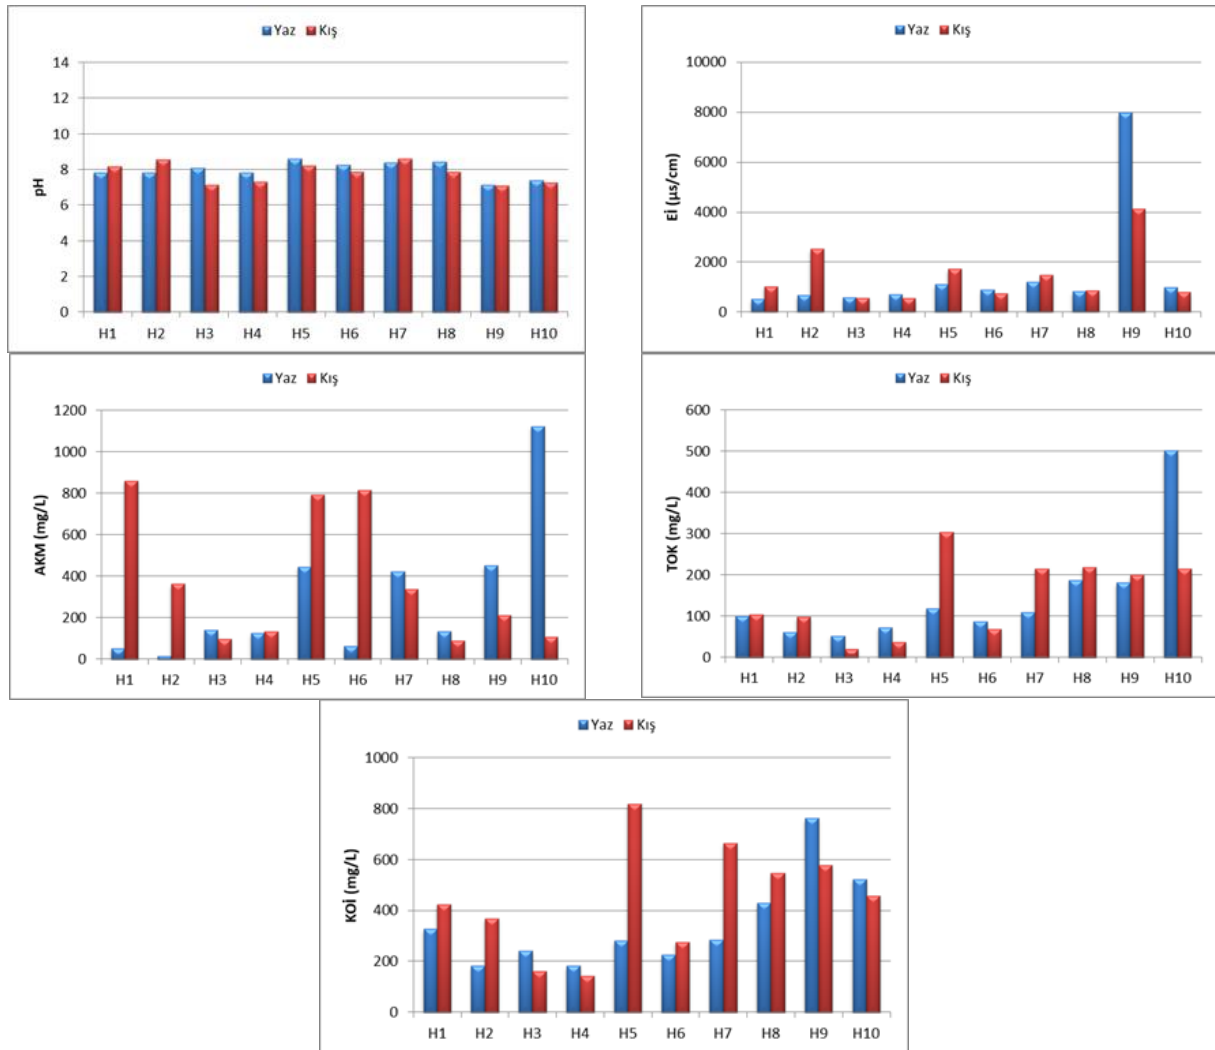 Yaz Kış
14
12
10
8
6
4
2
0
pH
H1 H2 H3 H4 H5 H6 H7 H8 H9 H10
Yaz Kış
10000
8000
6000
4000
2000
0
Eİ (µs/cm)
H1 H2 H3 H4 H5 H6 H7 H8 H9 H10
Yaz Kış
1200
1000
800
600
400
200
0
AKM (mg/L)
H1 H2 H3 H4 H5 H6 H7 H8 H9 H10
Yaz Kış
600
500
400
300
200
100
0
TOK (mg/L)
H1 H2 H3 H4 H5 H6 H7 H8 H9 H10
Yaz Kış
1000
800
600
400
200
0
KOİ (mg/L)
H1 H2 H3 H4 H5 H6 H7 H8 H9 H10